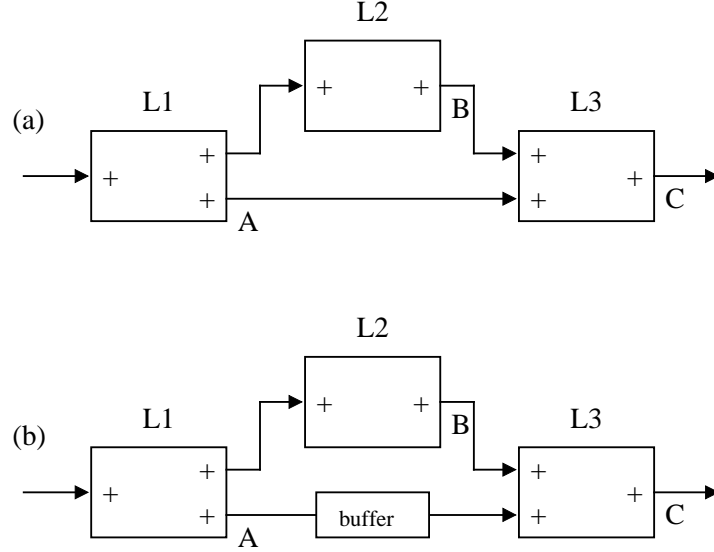 L2
+ +
B
L1
L3
(a)
+ + +
+ + + +
A
C
L2
+ +
B
L1
L3
(b)
+ + +
+ + + +
A
buffer
C